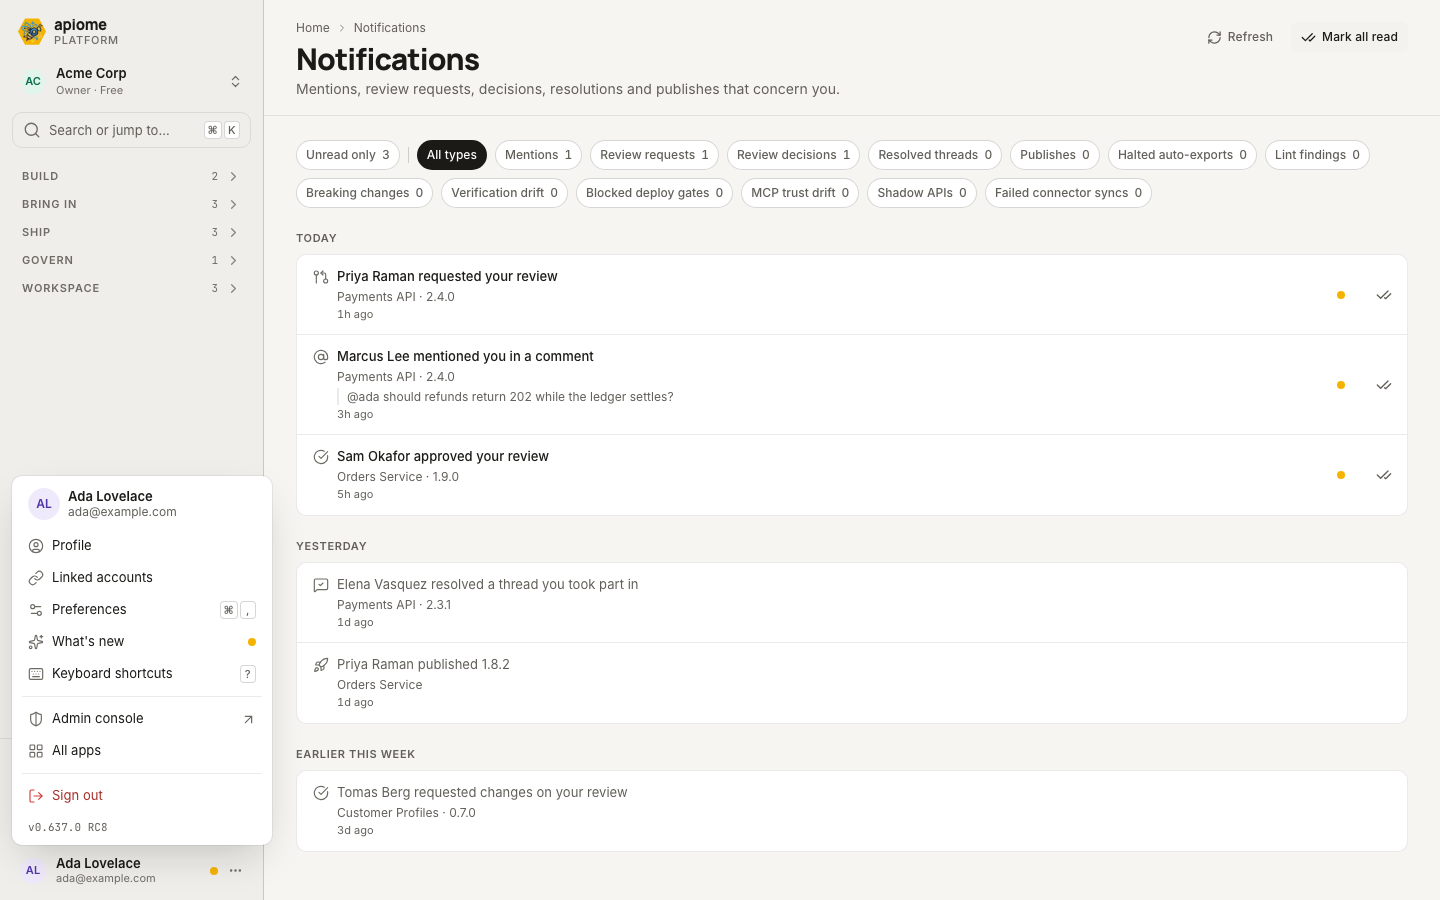 apiome
PLATFORM
AC
Acme Corp
Owner · Free
Search or jump to...
⌘ K
BUILD 2
BRING IN 3
SHIP 3
GOVERN 1
WORKSPACE 3
AL
Ada Lovelace
ada@example.com
Profile
Linked accounts
Preferences ⌘ ,
What's new
Keyboard shortcuts ?
Admin console
All apps
Sign out
v0.637.0 RC8
AL
Ada Lovelace
ada@example.com
Home Notifications
Notifications
Mentions, review requests, decisions, resolutions and publishes that concern you.
Refresh
Mark all read
Unread only 3 All types Mentions 1 Review requests 1 Review decisions 1 Resolved threads 0 Publishes 0 Halted auto-exports 0 Lint findings 0
Breaking changes 0 Verification drift 0 Blocked deploy gates 0 MCP trust drift 0 Shadow APIs 0 Failed connector syncs 0
TODAY
Priya Raman requested your review
Payments API · 2.4.0
1h ago
Marcus Lee mentioned you in a comment
Payments API · 2.4.0
@ada should refunds return 202 while the ledger settles?
3h ago
Sam Okafor approved your review
Orders Service · 1.9.0
5h ago
YESTERDAY
Elena Vasquez resolved a thread you took part in
Payments API · 2.3.1
1d ago
Priya Raman published 1.8.2
Orders Service
1d ago
EARLIER THIS WEEK
Tomas Berg requested changes on your review
Customer Profiles · 0.7.0
3d ago